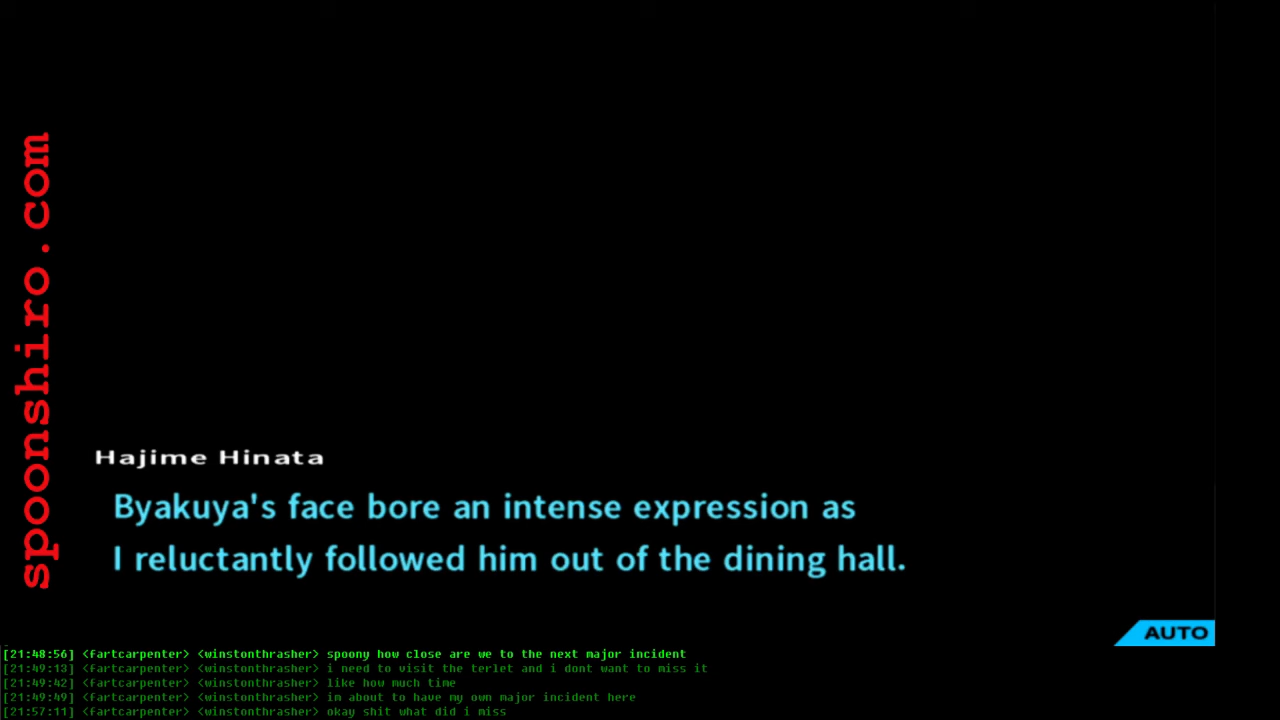 spoonshiro.com
Hajime Hinata
Byakuya's face bore an intense expression as
I reluctantly followed him out of the dining hall.
AUTO
[21:48:56] <fartcarpenter> <winstonthrasher> spoony how close are we to the next major incident
[21:49:13] <fartcarpenter> <winstonthrasher> i need to visit the terlet and i dont want to miss it
[21:49:42] <fartcarpenter> <winstonthrasher> like how much time
[21:49:49] <fartcarpenter> <winstonthrasher> im about to have my own major incident here
[21:57:11] <fartcarpenter> <winstonthrasher> okay shit what did i miss